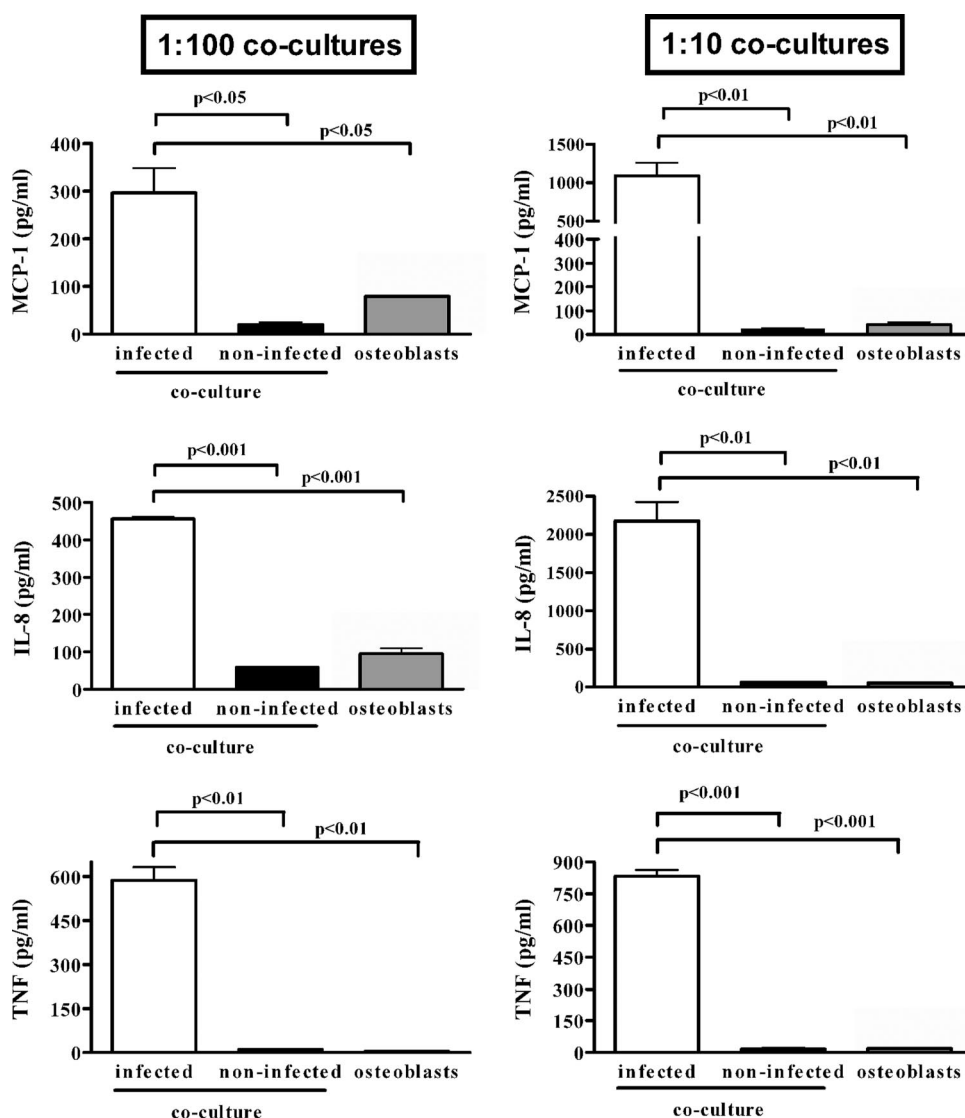 1:100 co-cultures
1:10 co-cultures
p<0.05
p<0.05
MCP-1 (pg/ml)
400
300
200
100
0
infected non-infected osteoblasts
co-culture
p<0.01
p<0.01
MCP-1 (pg/ml)
1500
1000
500
400
300
200
100
0
infected non-infected osteoblasts
co-culture
p<0.001
p<0.001
IL-8 (pg/ml)
500
400
300
200
100
0
infected non-infected osteoblasts
co-culture
p<0.01
p<0.01
IL-8 (pg/ml)
2500
2000
1500
1000
500
0
infected non-infected osteoblasts
co-culture
p<0.01
p<0.01
TNF (pg/ml)
600
450
300
150
0
infected non-infected osteoblasts
co-culture
p<0.001
p<0.001
TNF (pg/ml)
900
750
600
450
300
150
0
infected non-infected osteoblasts
co-culture